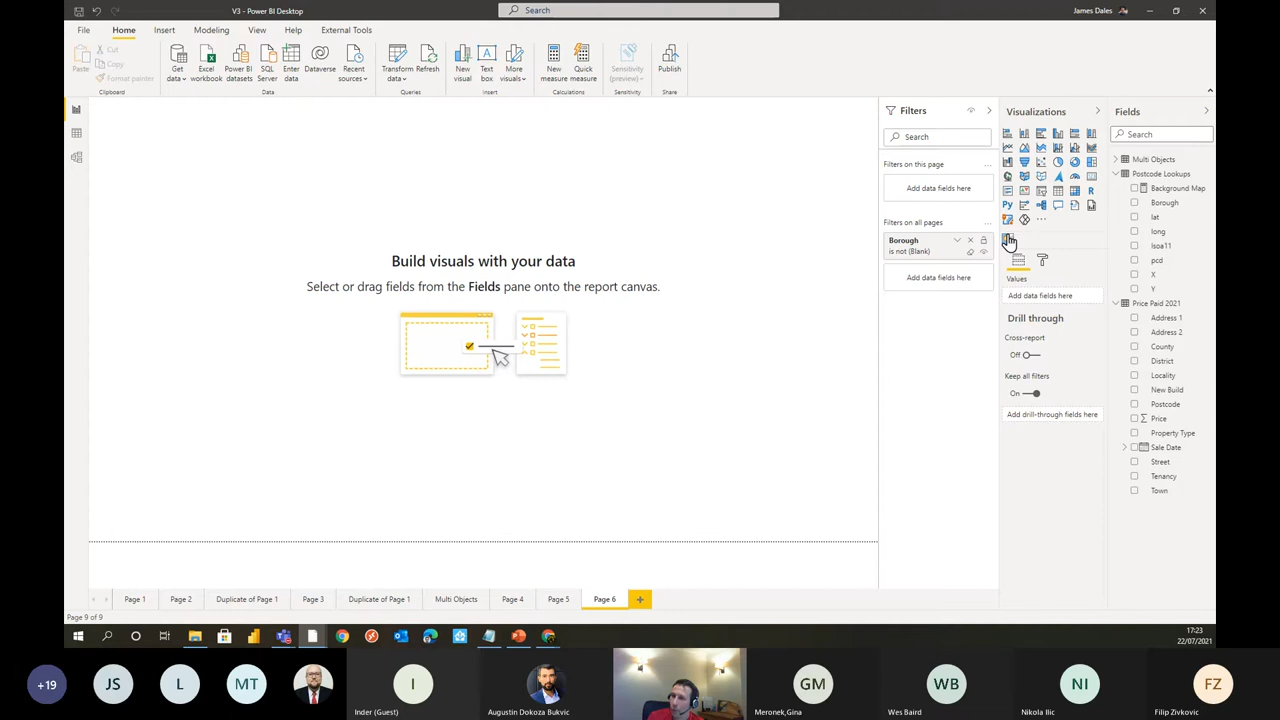 V3 - Power BI Desktop
Search
James Dales
File
Home
Insert
Modeling
View
Help
External Tools
Paste
Cut
Copy
Format painter
Clipboard
Get data
Excel workbook
Power BI datasets
SQL Server
Enter data
Dataverse
Recent sources
Data
Transform data
Refresh
Queries
New visual
Text box
More visuals
Insert
New measure
Quick measure
Calculations
Sensitivity (preview)
Sensitivity
Publish
Share
Build visuals with your data
Select or drag fields from the Fields pane onto the report canvas.
Filters
Search
Filters on this page
Add data fields here
Filters on all pages
Borough
is not (Blank)
Add data fields here
Visualizations
R
Py
Values
Add data fields here
Drill through
Cross-report
Off
Keep all filters
On
Add drill-through fields here
Fields
Search
Multi Objects
Postcode Lookups
Background Map
Borough
lat
long
lsoa11
pcd
X
Y
Price Paid 2021
Address 1
Address 2
County
District
Locality
New Build
Postcode
Price
Property Type
Sale Date
Street
Tenancy
Town
Page 1
Page 2
Duplicate of Page 1
Page 3
Duplicate of Page 1
Multi Objects
Page 4
Page 5
Page 6
Page 9 of 9
17:23
22/07/2021
+19
JS
L
MT
I
Inder (Guest)
Augustin Dokoza Bukvic
GM
Meronek,Gina
WB
Wes Baird
NI
Nikola Ilic
FZ
Filip Zivkovic